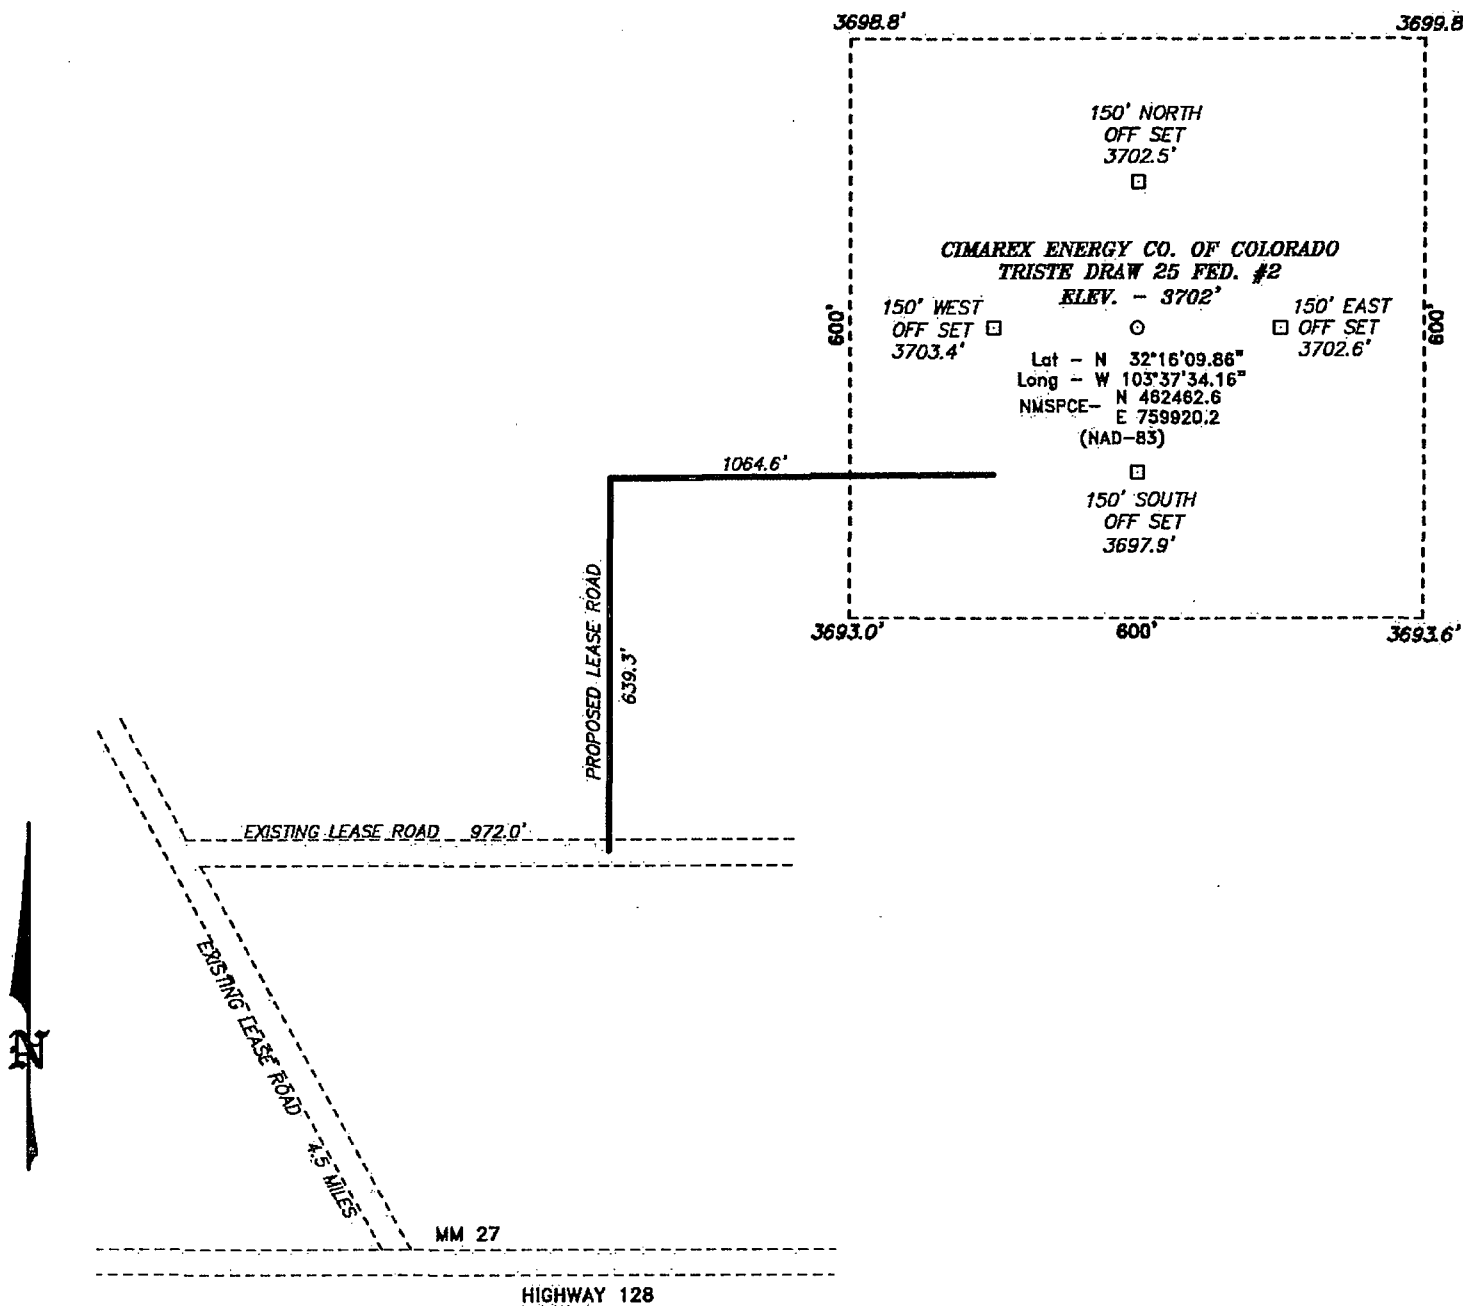 3698.8'
3699.8
150' NORTH
OFF SET
3702.5'
CIMAREX ENERGY CO. OF COLORADO
TRISTE DRAW 25 FED. #2
ELEV. - 3702'
600'
150' WEST
OFF SET
3703.4'
150' EAST
OFF SET
3702.6'
600'
Lat - N 32°16'09.86"
Long - W 103°37'34.16"
NMSPCE- N 462462.6
E 759920.2
(NAD-83)
1064.6'
150' SOUTH
OFF SET
3697.9'
3693.0'
600'
3693.6'
PROPOSED LEASE ROAD
639.3'
EXISTING LEASE ROAD 972.0'
EXISTING LEASE ROAD 4.5 MILES
N
MM 27
HIGHWAY 128